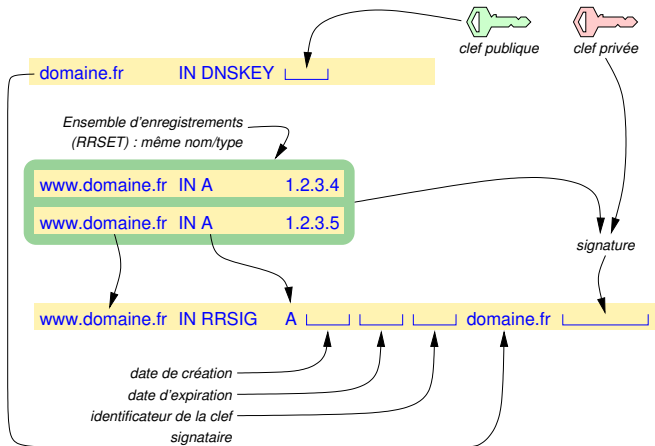 clef publique
clef privée
domaine.fr IN DNSKEY
Ensemble d'enregistrements
(RRSET) : même nom/type
www.domaine.fr IN A 1.2.3.4
www.domaine.fr IN A 1.2.3.5
signature
www.domaine.fr IN RRSIG A domaine.fr
date de création
date d'expiration
identificateur de la clef
signataire